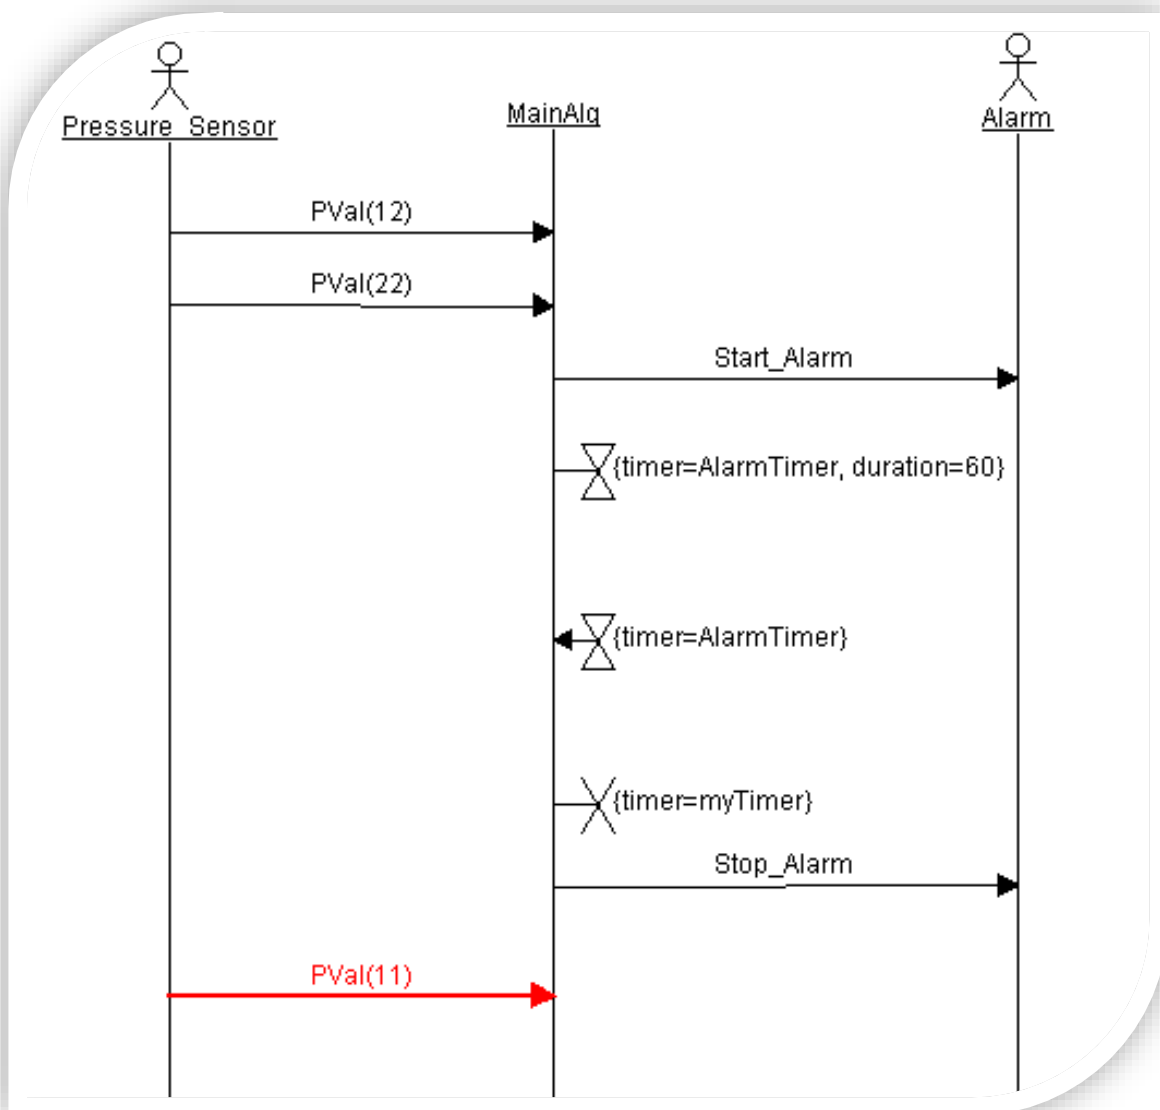 Pressure_Sensor
MainAlg
Alarm
PVal(12)
PVal(22)
Start_Alarm
{timer=AlarmTimer, duration=60}
{timer=AlarmTimer}
{timer=myTimer}
Stop_Alarm
PVal(11)